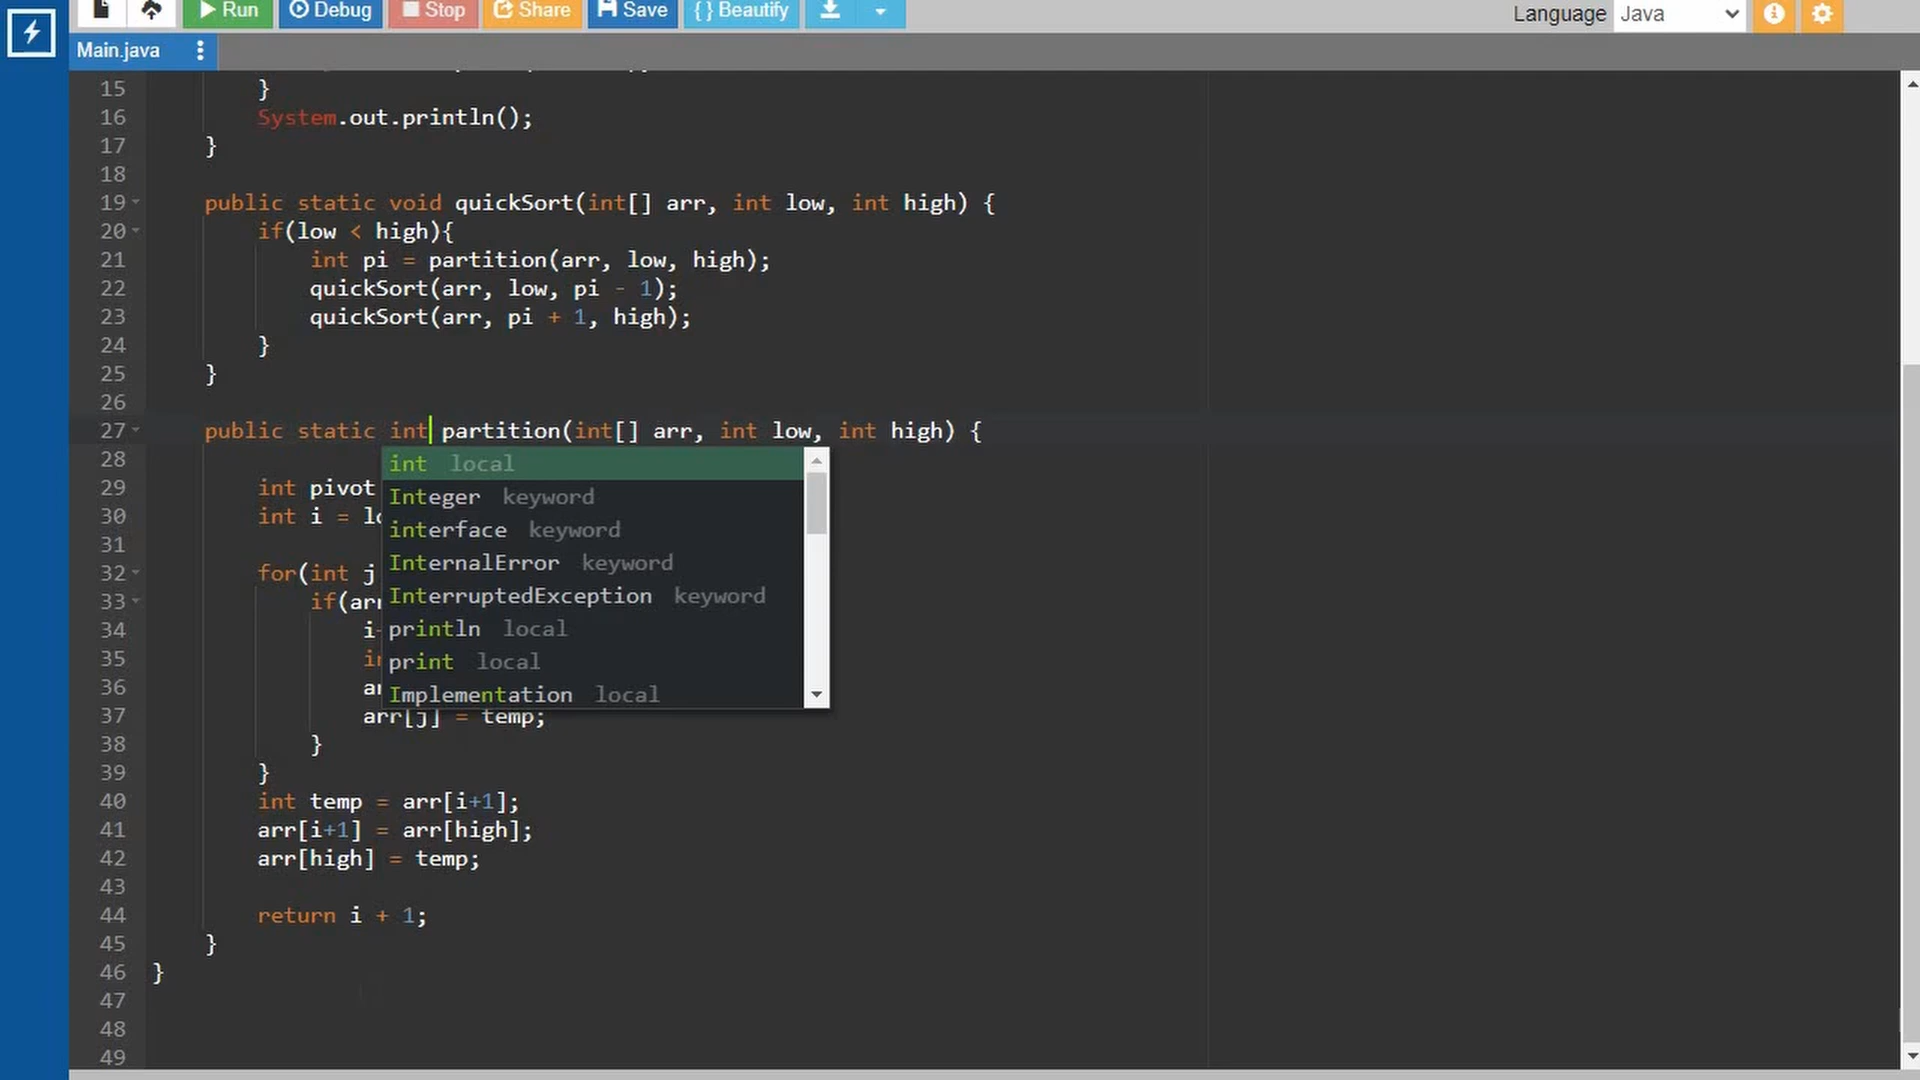 Run Debug Stop Share Save { } Beautify Language Java
Main.java
15 }
16 System.out.println();
17 }
18
19 public static void quickSort(int[] arr, int low, int high) {
20 if(low < high){
21 int pi = partition(arr, low, high);
22 quickSort(arr, low, pi - 1);
23 quickSort(arr, pi + 1, high);
24 }
25 }
26
27 public static int partition(int[] arr, int low, int high) {
28 int local
Integer keyword
29 int pivot
interface keyword
30 int i = lo
31 InternalError keyword
32 for(int j
InterruptedException keyword
33 if(arr
34 i
println local
35 in
print local
36 ar
Implementation local
37 arr[j] = temp;
38 }
39 }
40 int temp = arr[i+1];
41 arr[i+1] = arr[high];
42 arr[high] = temp;
43
44 return i + 1;
45 }
46 }
47
48
49